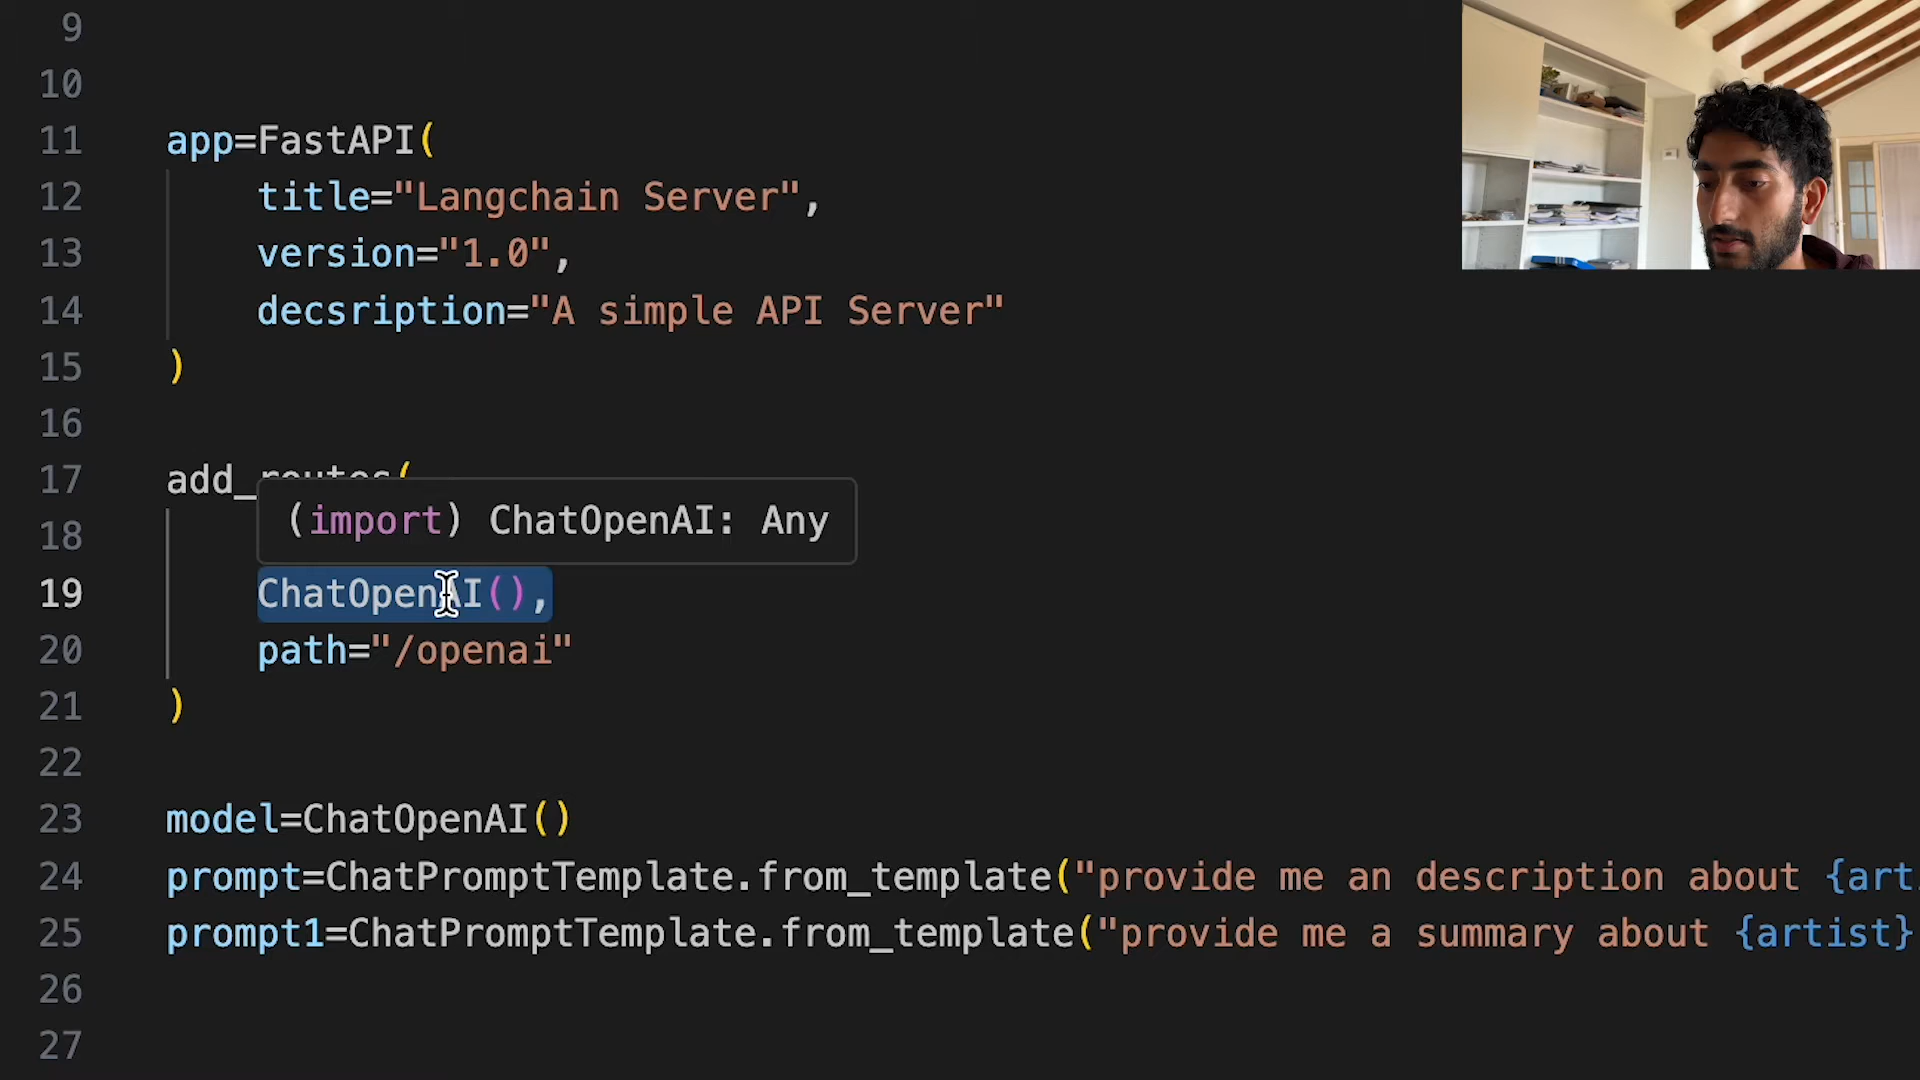 9
10
11 app=FastAPI(
12 title="Langchain Server",
13 version="1.0",
14 decsription="A simple API Server"
15 )
16
17 add_routes(
(import) ChatOpenAI: Any
18
19 ChatOpenAI(),
20 path="/openai"
21 )
22
23 model=ChatOpenAI()
24 prompt=ChatPromptTemplate.from_template("provide me an description about {art
25 prompt1=ChatPromptTemplate.from_template("provide me a summary about {artist}
26
27